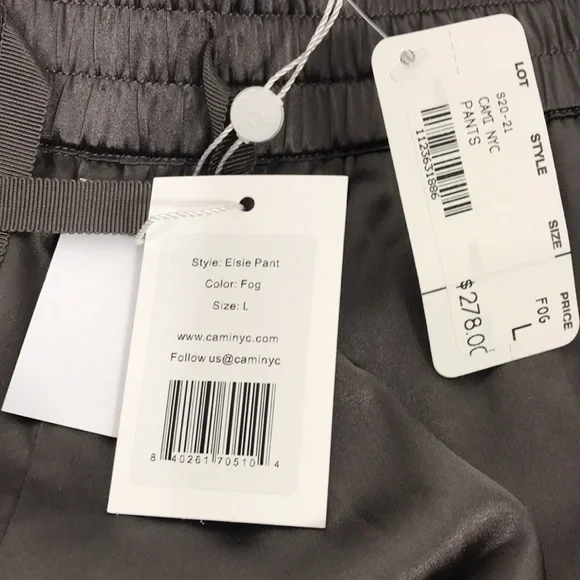 Style: Elsie Pant
Color: Fog
Size: L
www.caminyc.com
Follow us@caminyc
8 40261 70510 4
LOT
STYLE
SIZE
PRICE
S20-21
CAMI NYC
PANTS
1123631886
FOG
L
$278.00